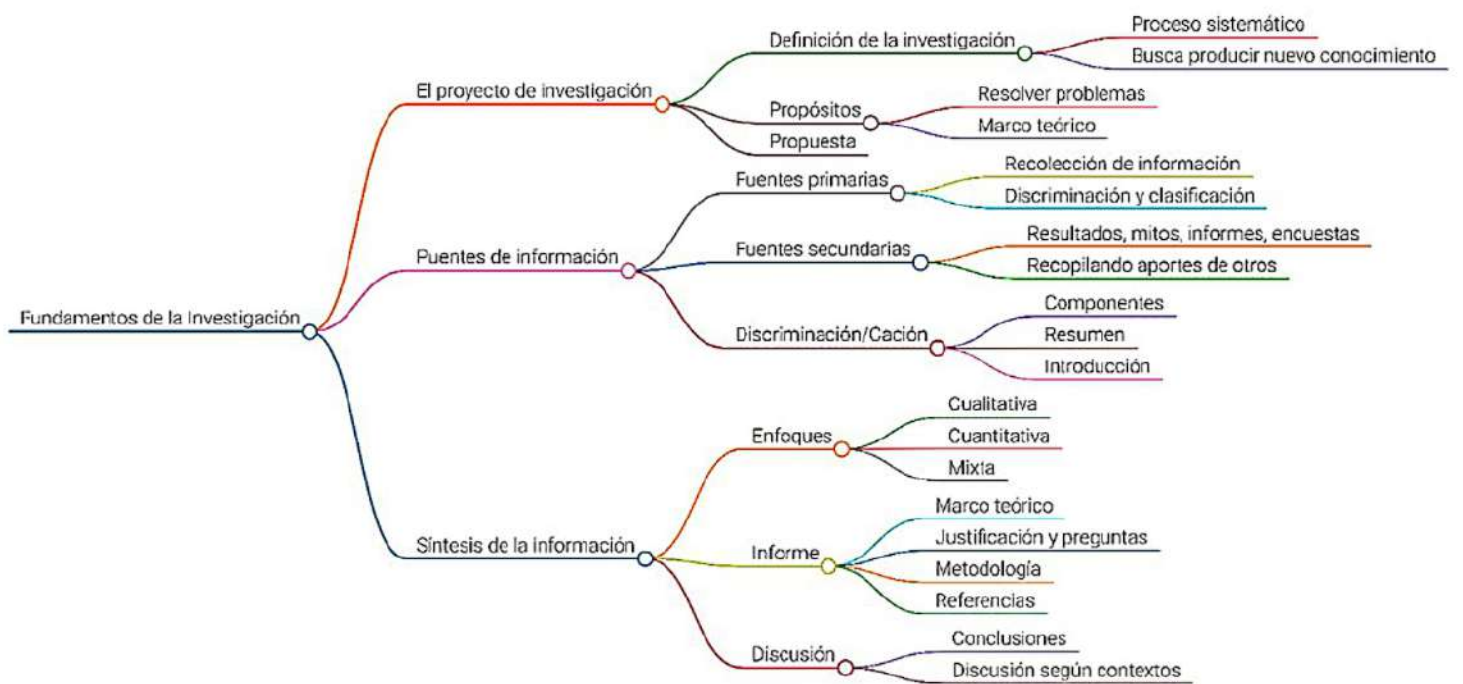 Fundamentos de la Investigación
El proyecto de investigación
Definición de la investigación
Proceso sistemático
Busca producir nuevo conocimiento
Propósitos
Resolver problemas
Marco teórico
Propuesta
Puentes de información
Fuentes primarias
Recolección de información
Discriminación y clasificación
Fuentes secundarias
Resultados, mitos, informes, encuestas
Recopilando aportes de otros
Discriminación/Cación
Componentes
Resumen
Introducción
Síntesis de la Información
Enfoques
Cualitativa
Cuantitativa
Mixta
Informe
Marco teórico
Justificación y preguntas
Metodología
Referencias
Discusión
Conclusiones
Discusión según contextos